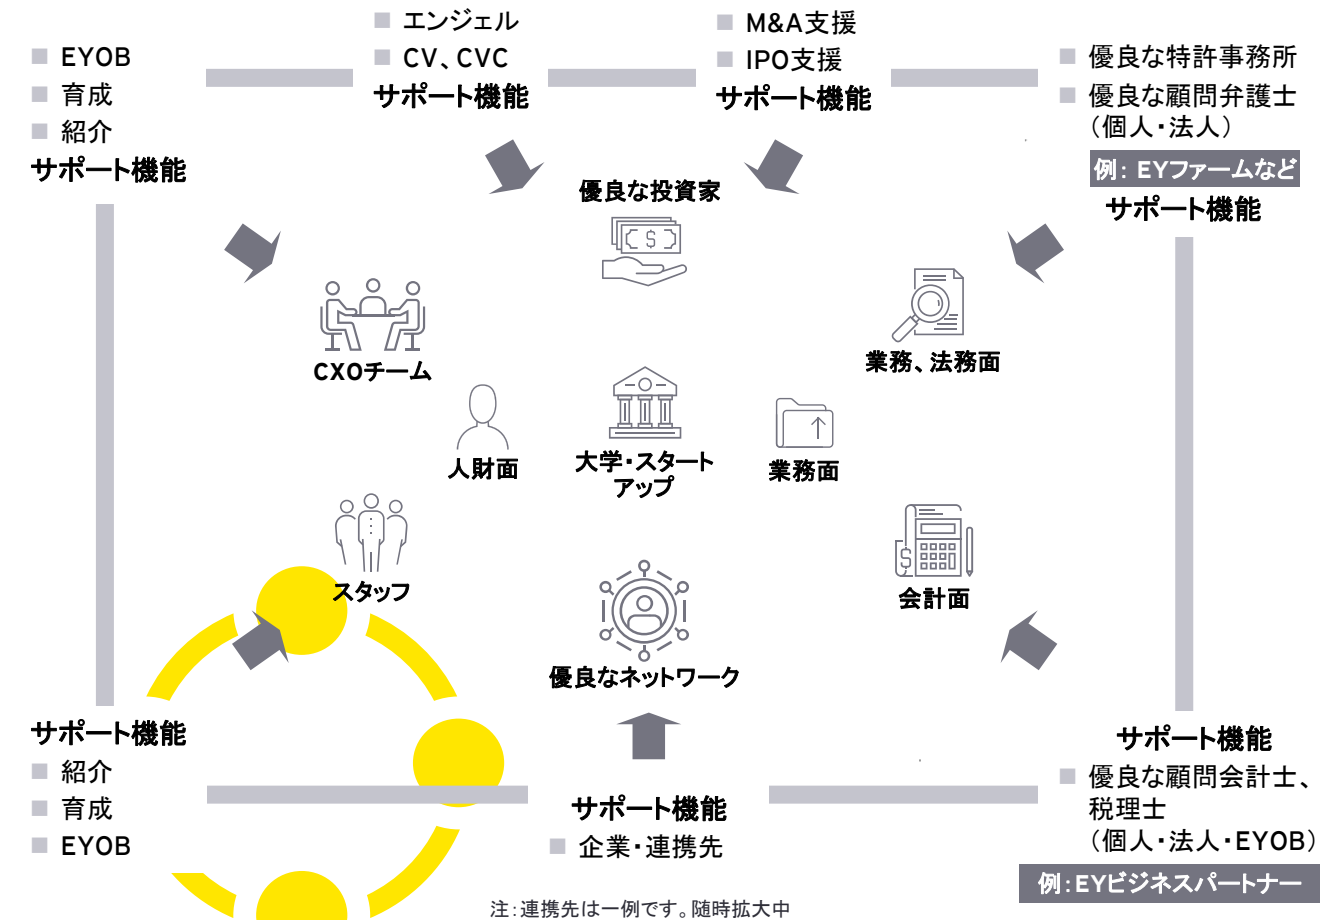 EYOB
育成
紹介
サポート機能
エンジェル
CV、CVC
サポート機能
M&A支援
IPO支援
サポート機能
優良な特許事務所
優良な顧問弁護士
（個人・法人）
例：EYファームなど
サポート機能
優良な投資家
CXOチーム
業務、法務面
人財面
大学・スタート
アップ
業務面
スタッフ
会計面
優良なネットワーク
サポート機能
紹介
育成
EYOB
サポート機能
企業・連携先
サポート機能
優良な顧問会計士、
税理士
（個人・法人・EYOB）
例：EYビジネスパートナー
注：連携先は一例です。随時拡大中